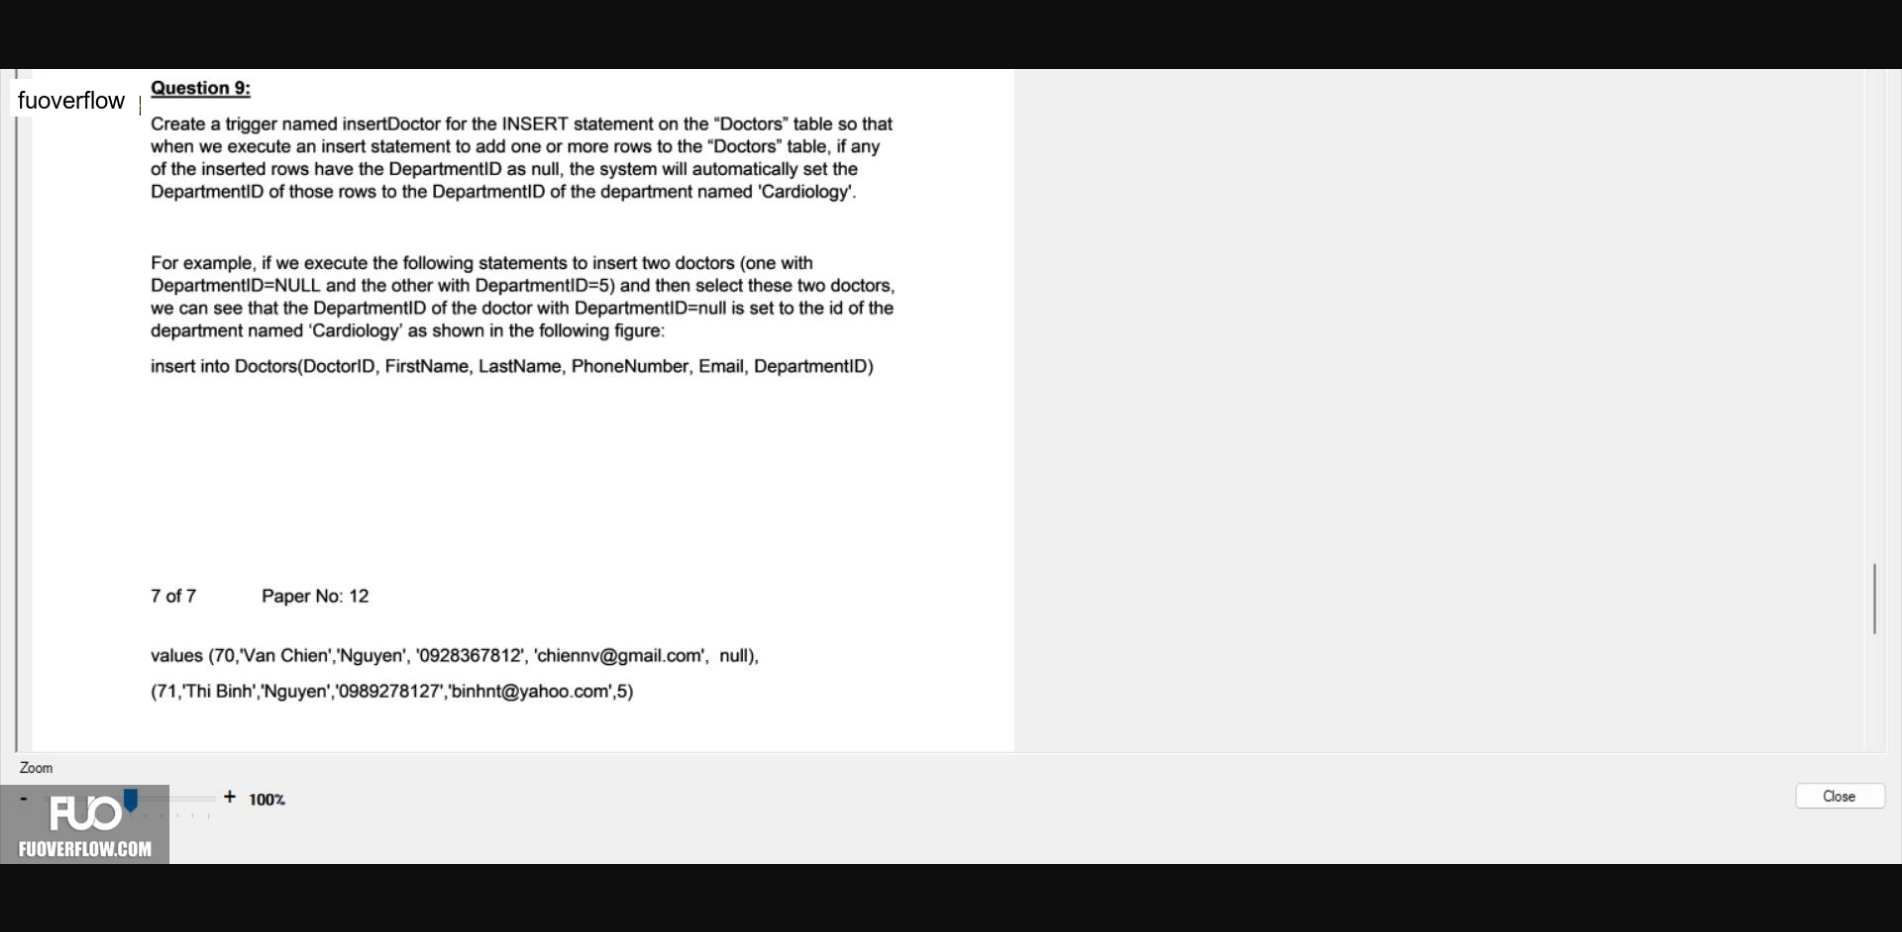 fuoverflow
Question 9:
Create a trigger named insertDoctor for the INSERT statement on the “Doctors” table so that
when we execute an insert statement to add one or more rows to the “Doctors” table, if any
of the inserted rows have the DepartmentID as null, the system will automatically set the
DepartmentID of those rows to the DepartmentID of the department named 'Cardiology'.
For example, if we execute the following statements to insert two doctors (one with
DepartmentID=NULL and the other with DepartmentID=5) and then select these two doctors,
we can see that the DepartmentID of the doctor with DepartmentID=null is set to the id of the
department named ‘Cardiology’ as shown in the following figure:
insert into Doctors(DoctorID, FirstName, LastName, PhoneNumber, Email, DepartmentID)
7 of 7 Paper No: 12
values (70,'Van Chien','Nguyen', '0928367812', 'chiennv@gmail.com', null),
(71,'Thi Binh','Nguyen','0989278127','binhnt@yahoo.com',5)
Zoom
- + 100%
Close
FUO
FUOVERFLOW.COM